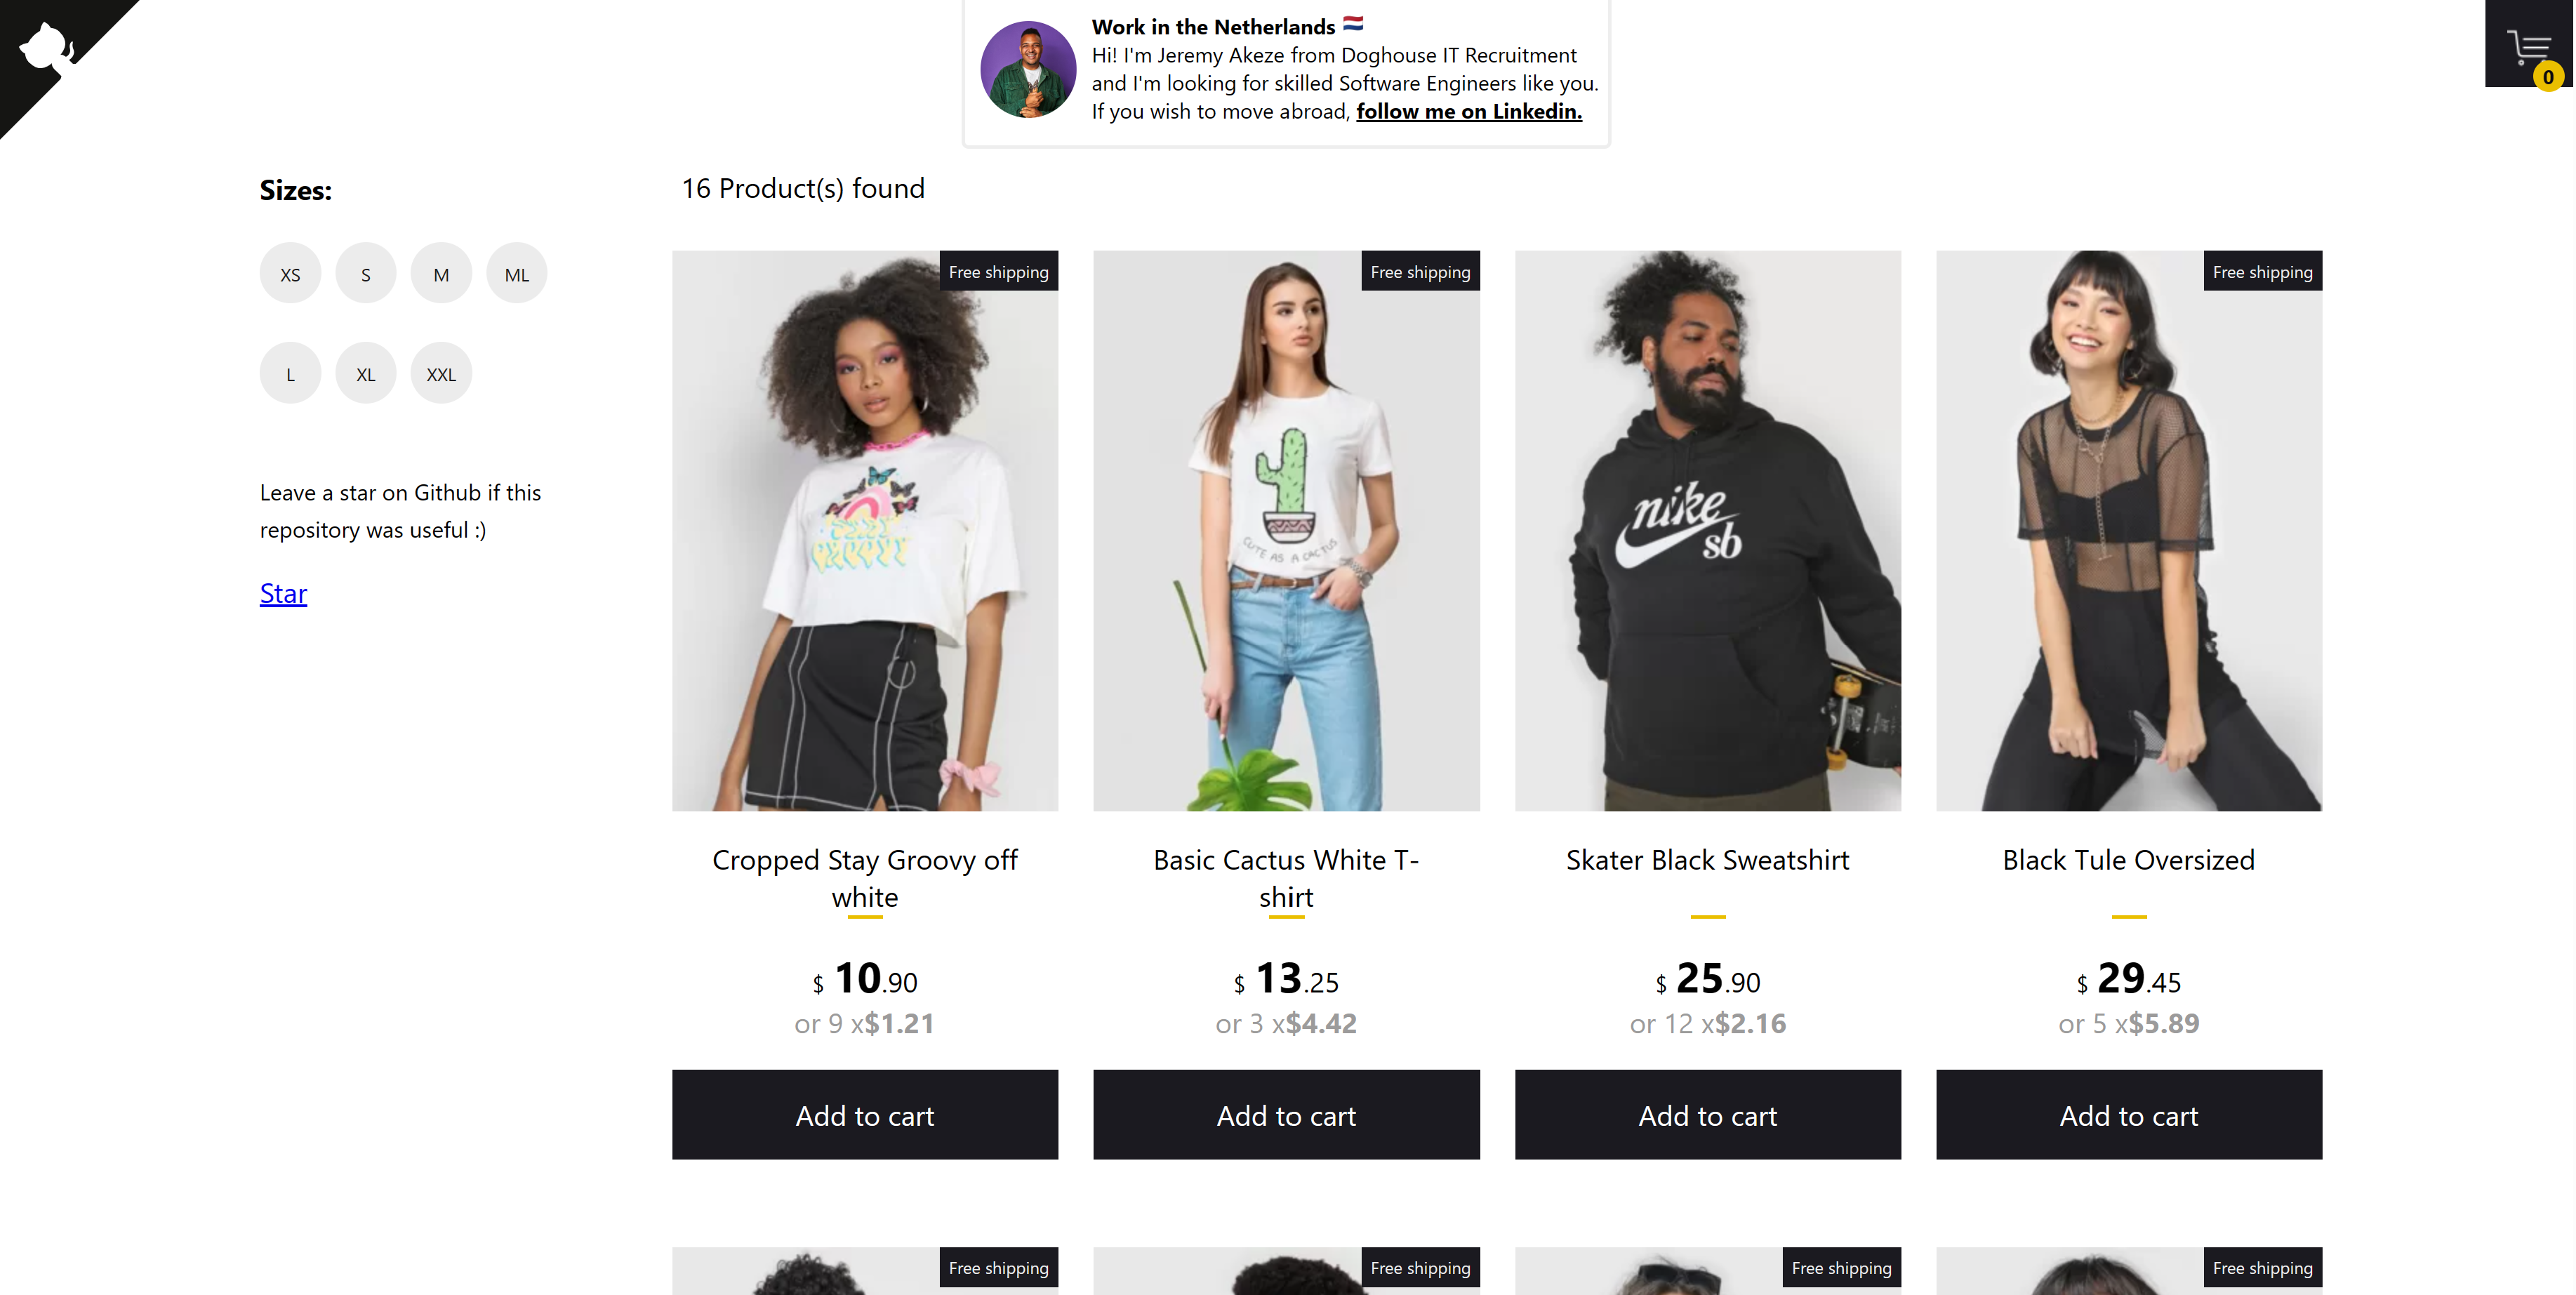 Work in the Netherlands
Hi! I'm Jeremy Akeze from Doghouse IT Recruitment
and I'm looking for skilled Software Engineers like you.
If you wish to move abroad, follow me on Linkedin.
0
Sizes:
XS S M ML
L XL XXL
Leave a star on Github if this
repository was useful :)
Star
16 Product(s) found
Free shipping
Free shipping
CUTE AS A CACTUS
nike
sb
Free shipping
Cropped Stay Groovy off
white
$ 10.90
or 9 x$1.21
Add to cart
Basic Cactus White T-
shirt
$ 13.25
or 3 x$4.42
Add to cart
Skater Black Sweatshirt
$ 25.90
or 12 x$2.16
Add to cart
Black Tule Oversized
$ 29.45
or 5 x$5.89
Add to cart
Free shipping
Free shipping
Free shipping
Free shipping